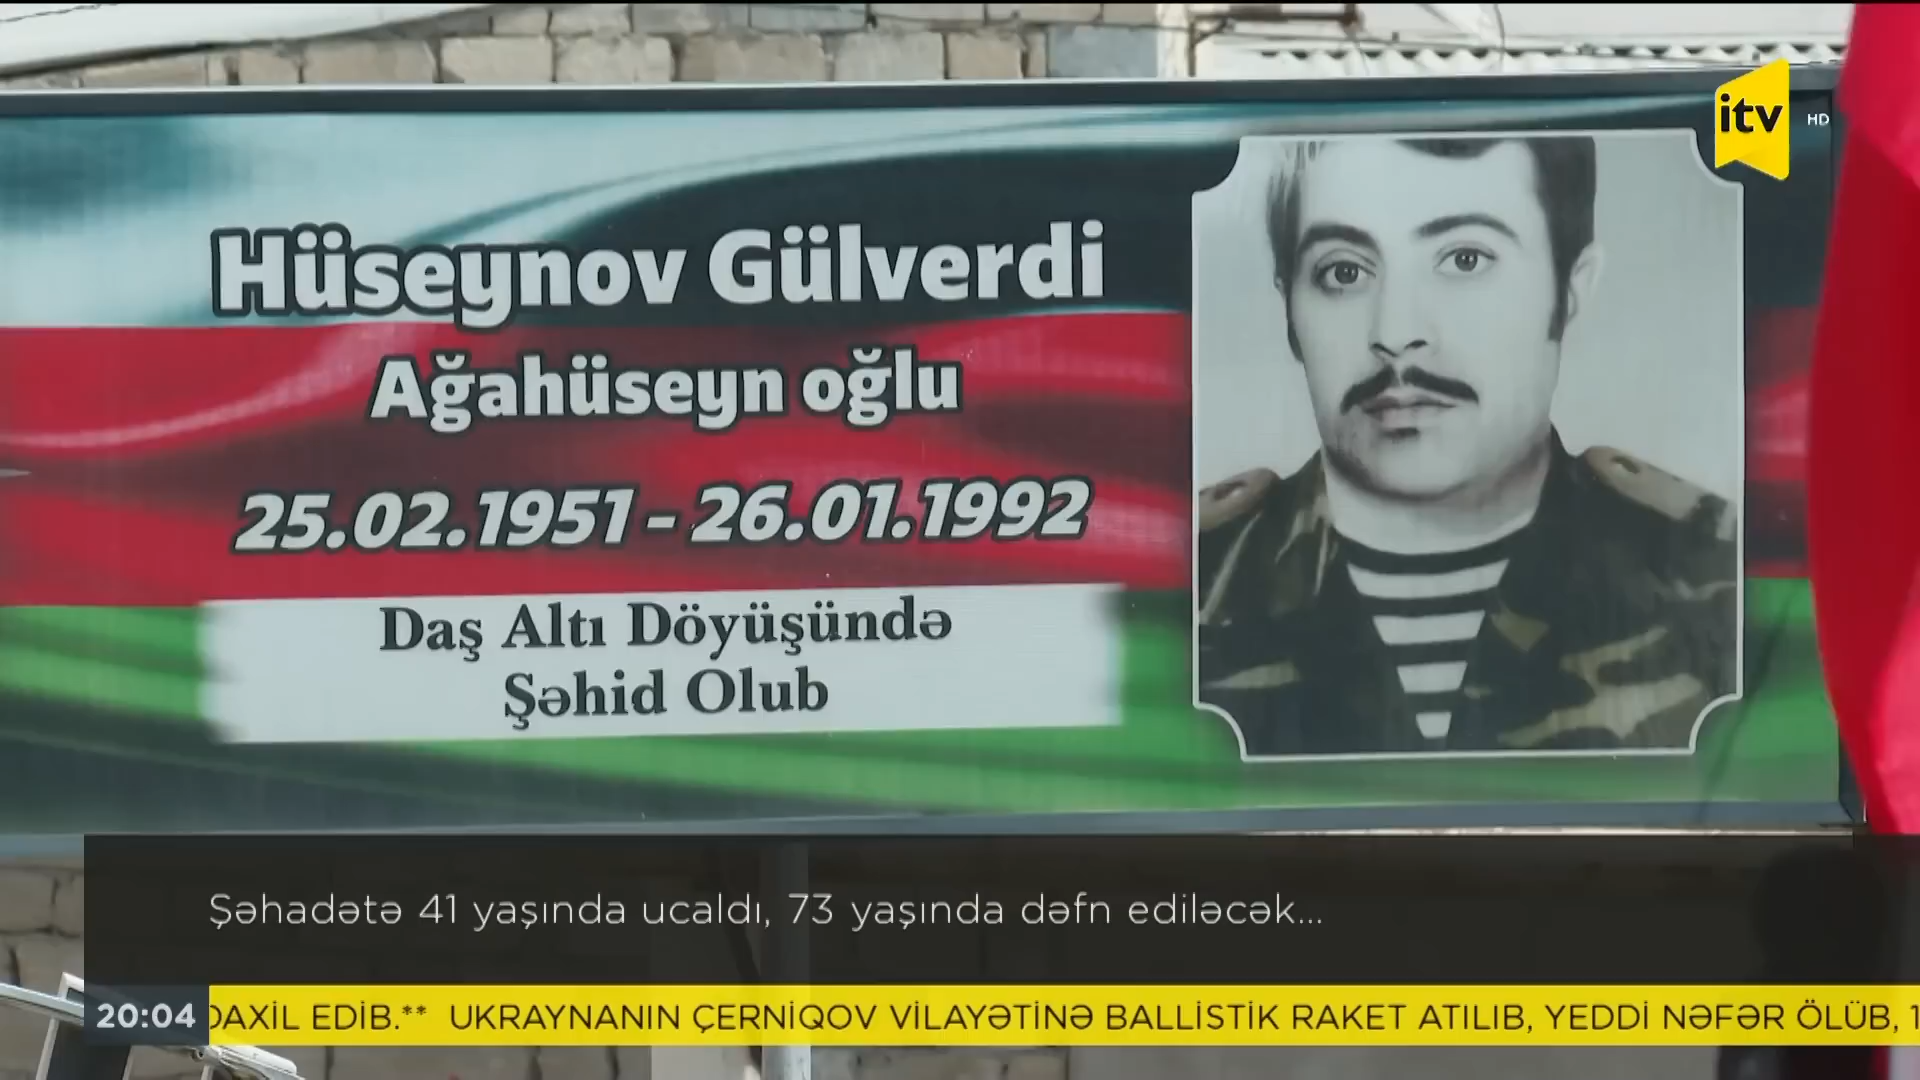 itv HD
Hüseynov Gülverdi
Ağahüseyn oğlu
25.02.1951 - 26.01.1992
Daş Altı Döyüşündə
Şəhid Olub
Şəhadətə 41 yaşında ucaldı, 73 yaşında dəfn ediləcək...
20:04 DAXİL EDİB.** UKRAYNANIN ÇERNİQOV VİLAYƏTİNƏ BALLİSTİK RAKET ATILIB, YEDDİ NƏFƏR ÖLÜB, 1